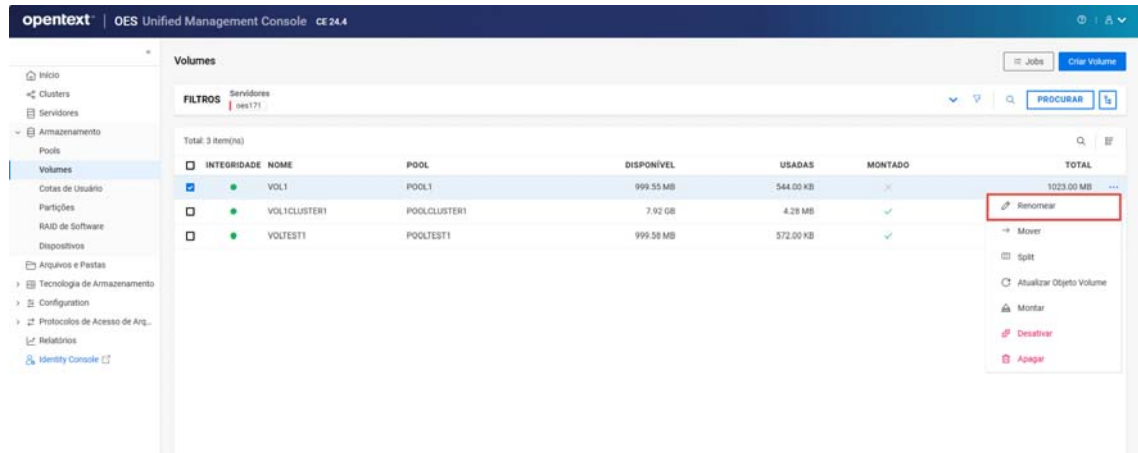 opentext | OES Unified Management Console CE 24.4
Volumes
Jobs
Criar Volume
Início
Clusters
Servidores
Armazenamento
Pools
Volumes
Cotas de Usuário
Partições
RAID de Software
Dispositivos
Arquivos e Pastas
Tecnologia de Armazenamento
Configuration
Protocolos de Acesso de Arq...
Relatórios
Identity Console
FILTROS
Servidores
oes171
PROCURAR
Total: 3 item(ns)
INTEGRIDADE NOME POOL DISPONÍVEL USADAS MONTADO TOTAL
VOL1 POOL1 999.55 MB 544.00 KB 1023.00 MB ...
VOL1CLUSTER1 POOLCLUSTER1 7.92 GB 4.28 MB
VOLTEST1 POOLTEST1 999.58 MB 572.00 KB
Renomear
Mover
Split
Atualizar Objeto Volume
Montar
Desativar
Apagar